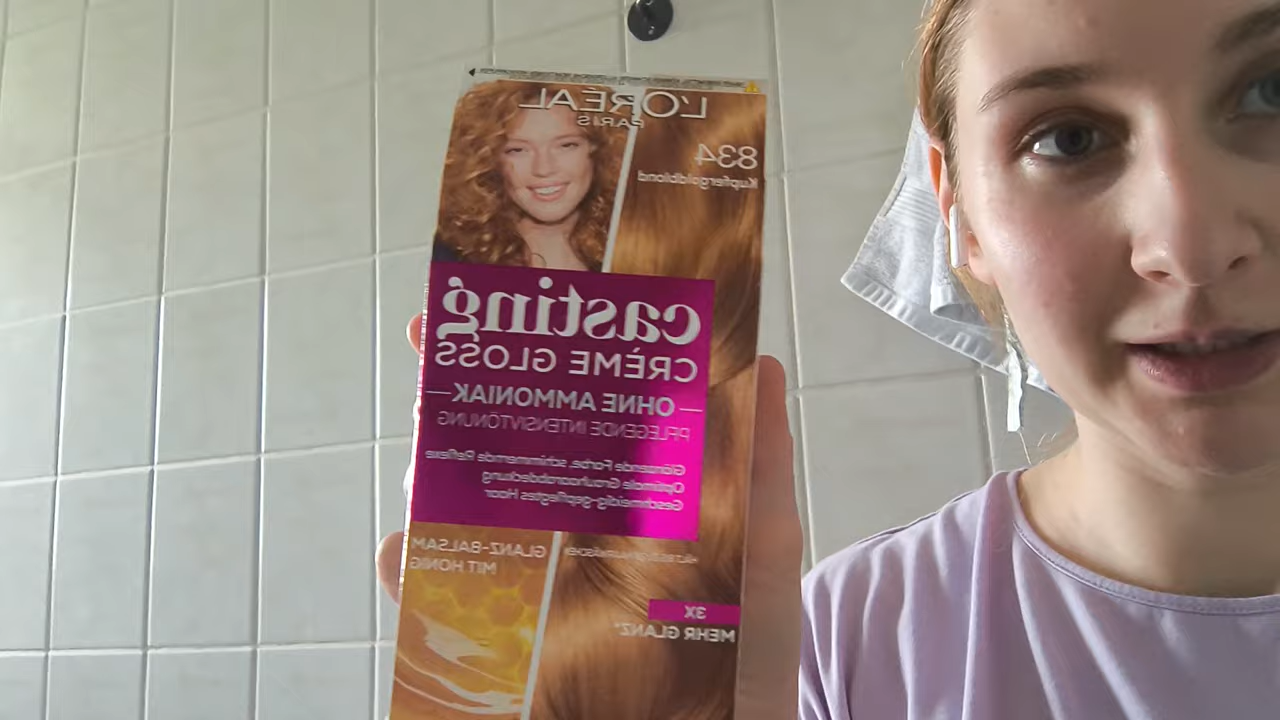 L'ORÉAL
PARIS
834
Kupfergoldblond
casting
CRÈME GLOSS
OHNE AMMONIAK
PFLEGENDE INTENSIVTÖNUNG
Glänzende Farbe, schimmernde Reflexe
Optimale Grauhaarabdeckung
Geschmeidig-gepflegtes Haar
GLANZ-BALSAM
MIT HONIG
3X
MEHR GLANZ*